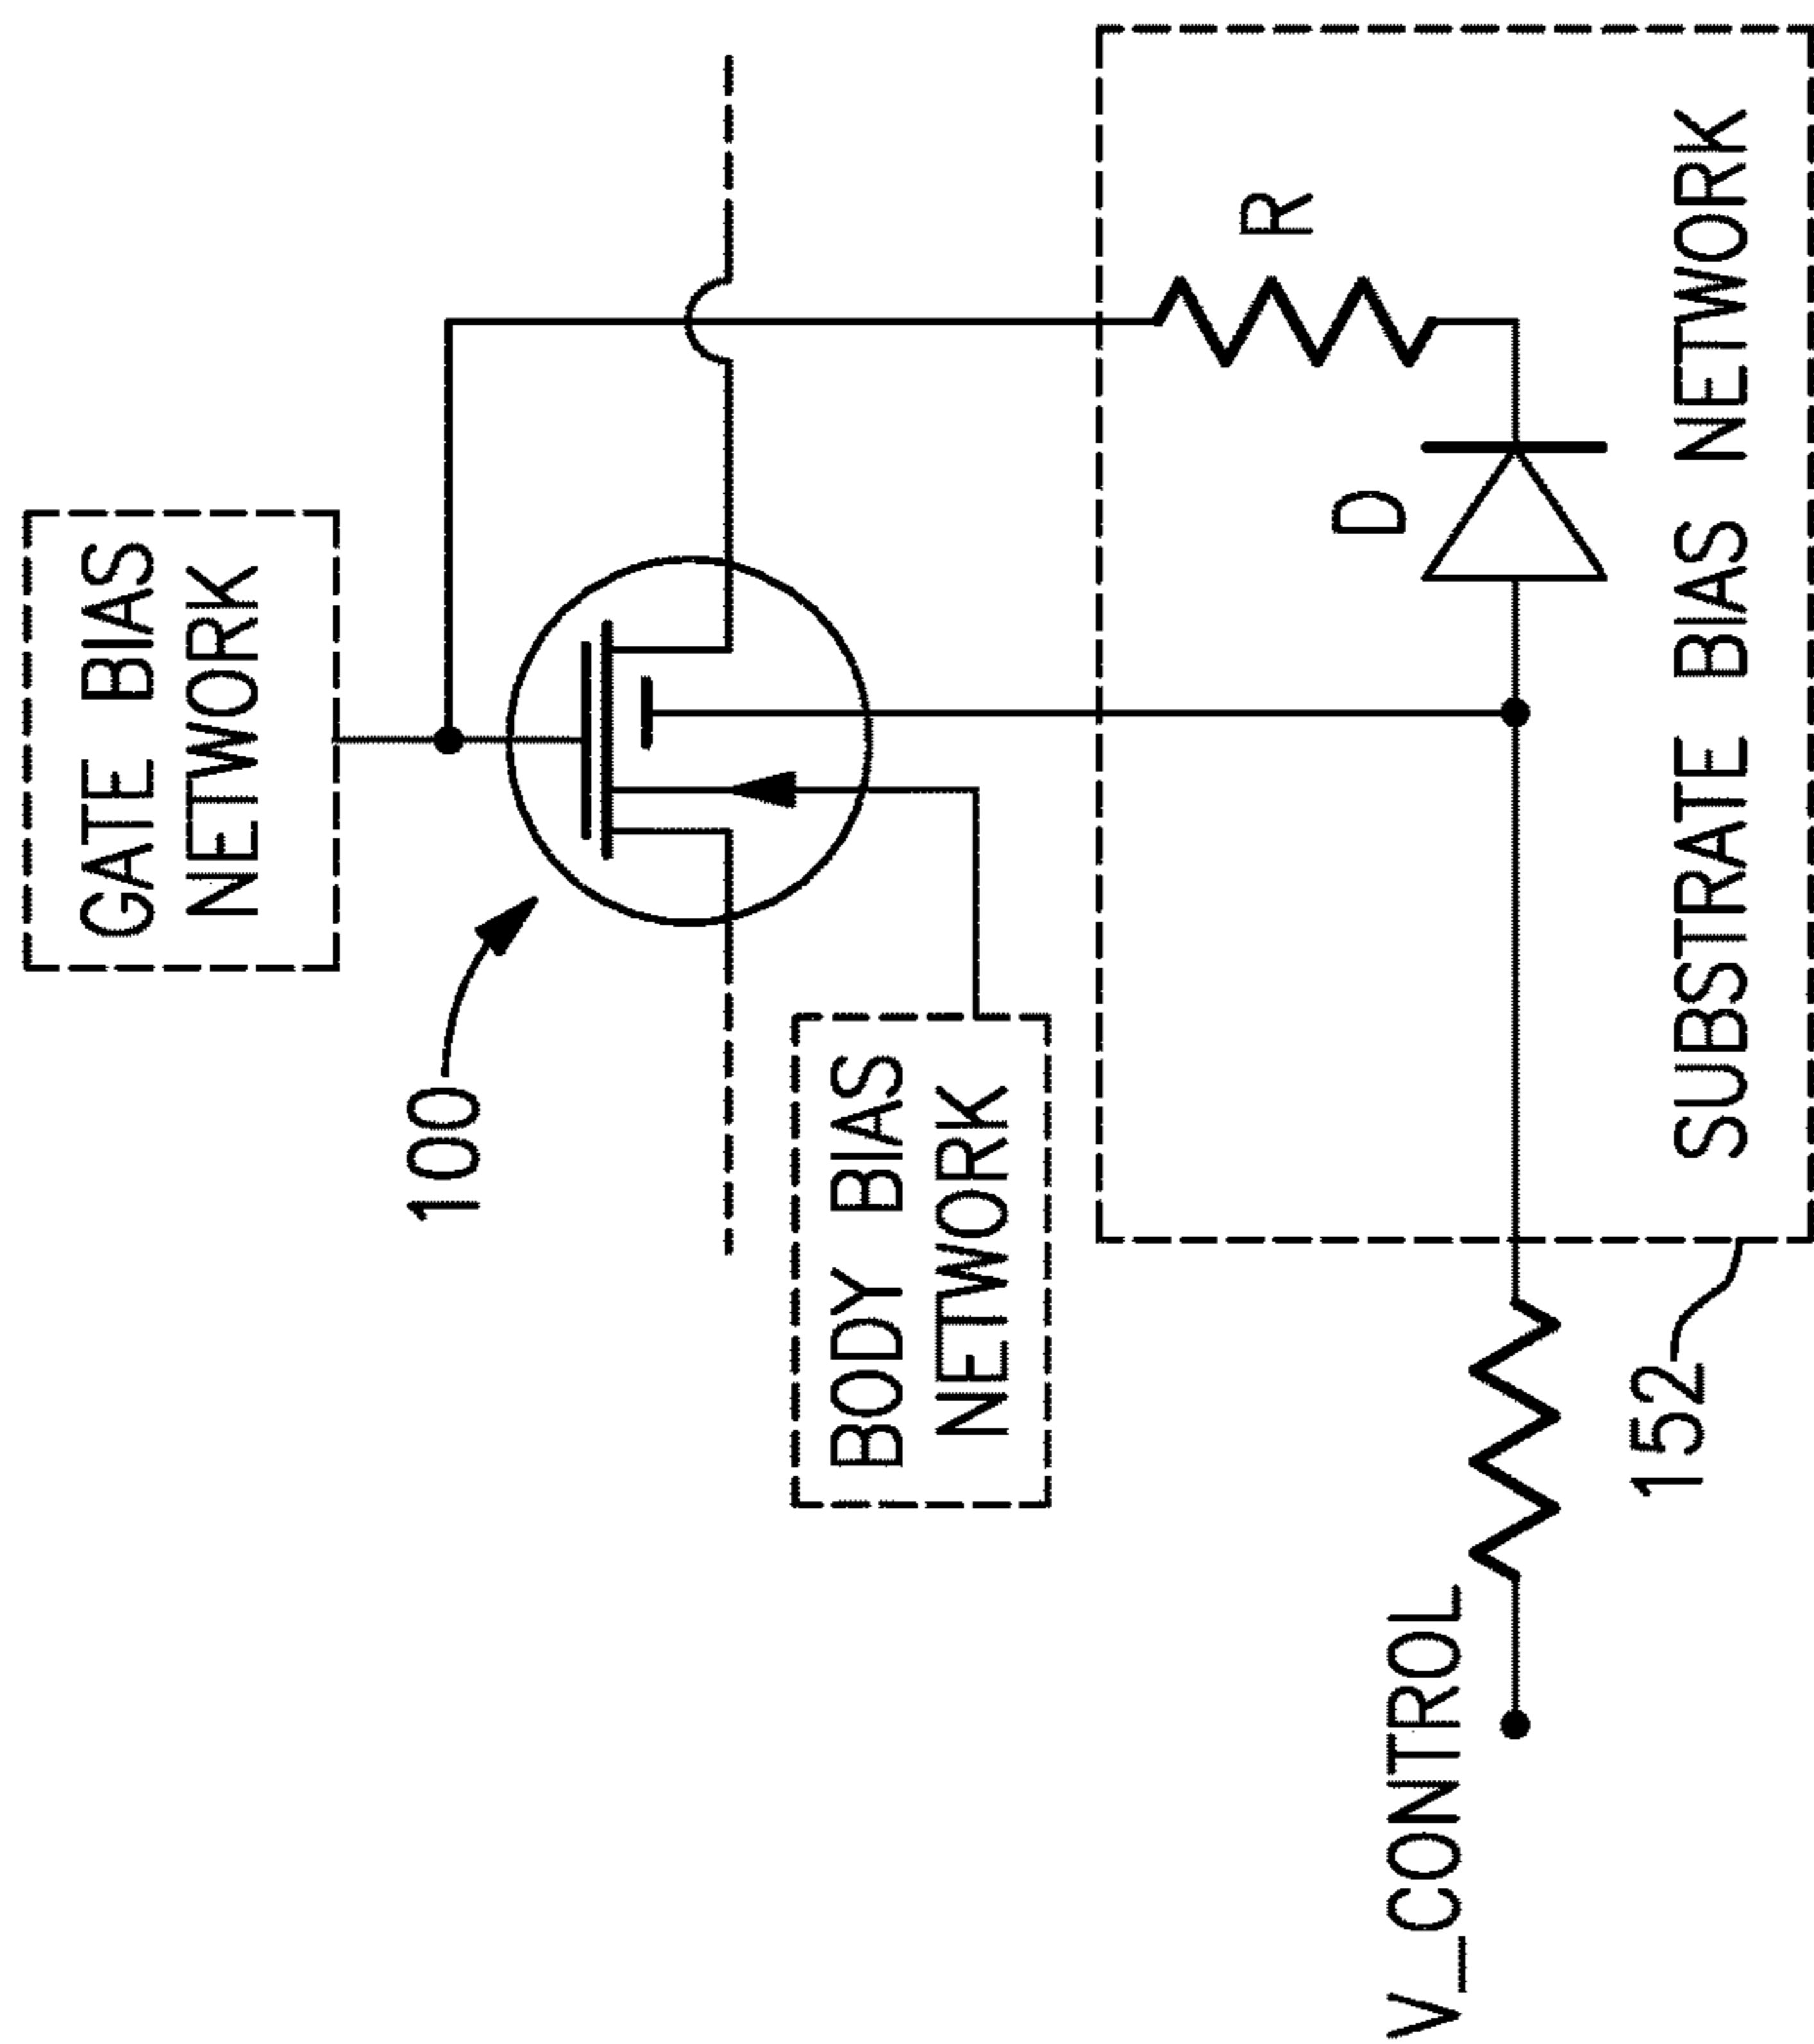 GATE BIAS
NETWORK
100
BODY BIAS
NETWORK
R
D
V_CONTROL
152
SUBSTRATE BIAS NETWORK